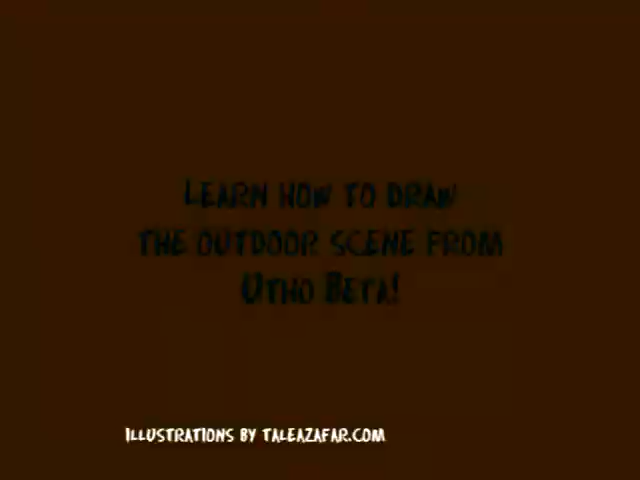 Learn how to draw
the outdoor scene from
Utho Beta!
Illustrations by taleazafar.com